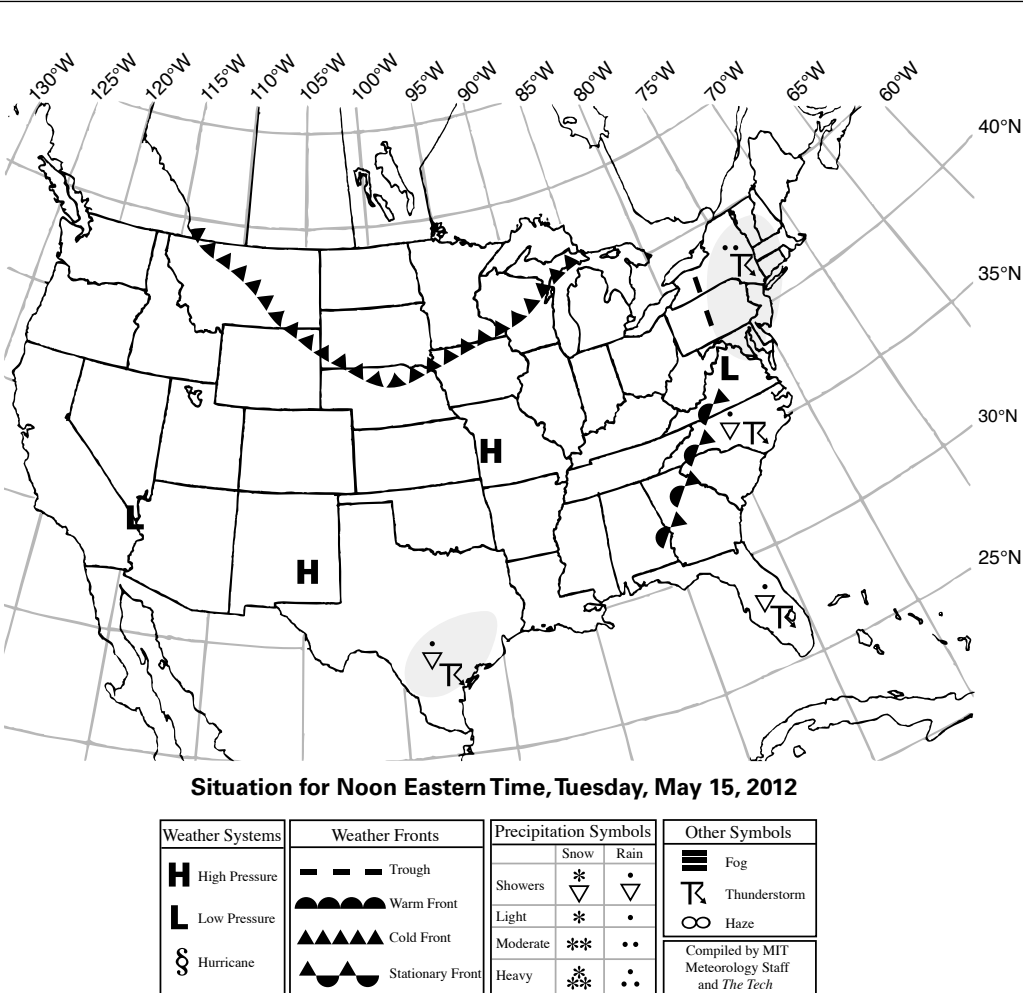 130°W 125°W 120°W 115°W 110°W 105°W 100°W 95°W 90°W 85°W 80°W 75°W 70°W 65°W 60°W
40°N
35°N
30°N
25°N
L
H
L
H
Situation for Noon Eastern Time, Tuesday, May 15, 2012
Weather Systems
H High Pressure
L Low Pressure
§ Hurricane
Weather Fronts
Trough
Warm Front
Cold Front
Stationary Front
Precipitation Symbols
Snow Rain
Showers
Light
Moderate
Heavy
Other Symbols
Fog
Thunderstorm
Haze
Compiled by MIT
Meteorology Staff
and The Tech